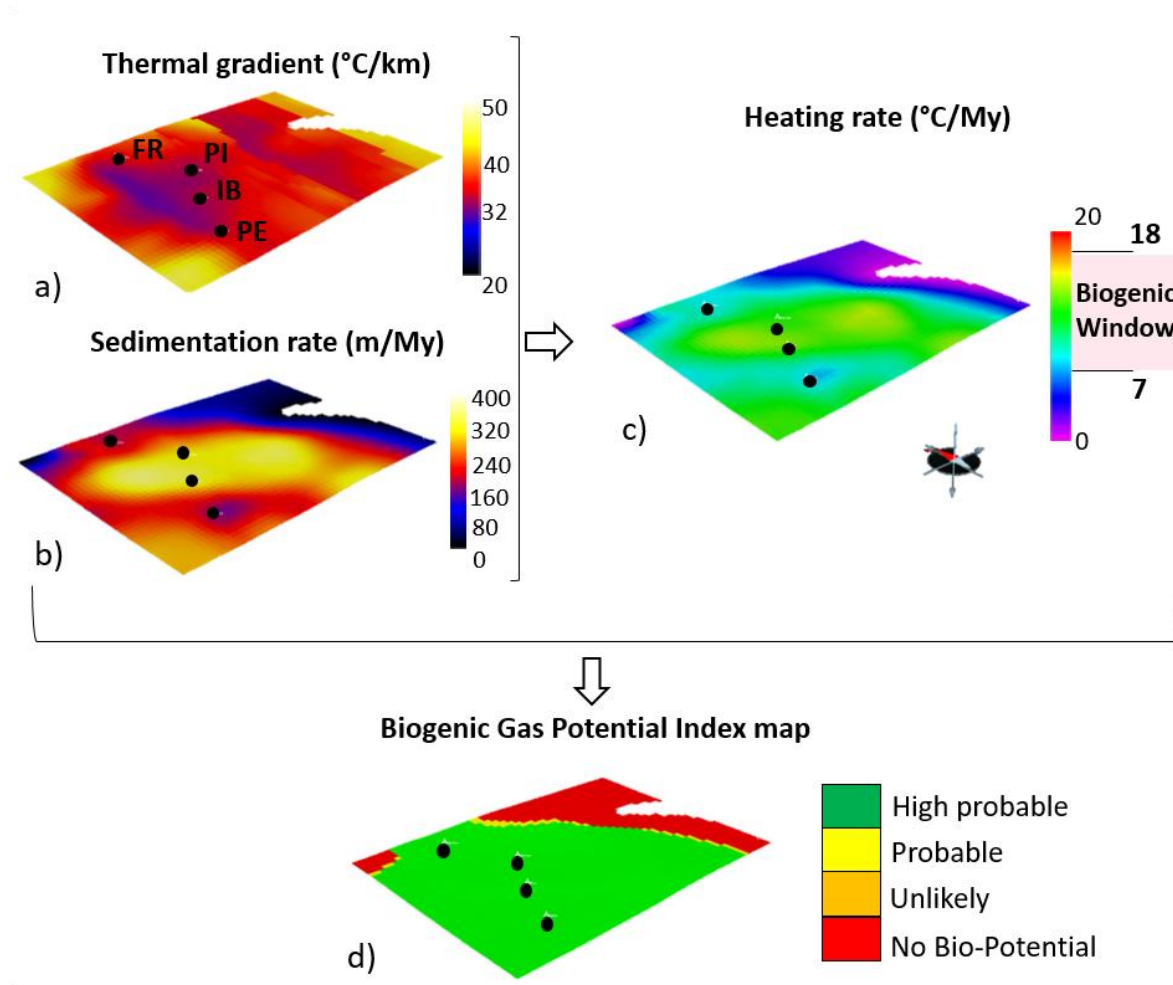 Thermal gradient (°C/km)
50
40
32
20
FR
PI
IB
PE
a)
Sedimentation rate (m/My)
400
320
240
160
80
0
b)
Heating rate (°C/My)
20
18
Biogenic
Window
7
0
c)
Biogenic Gas Potential Index map
High probable
Probable
Unlikely
No Bio-Potential
d)